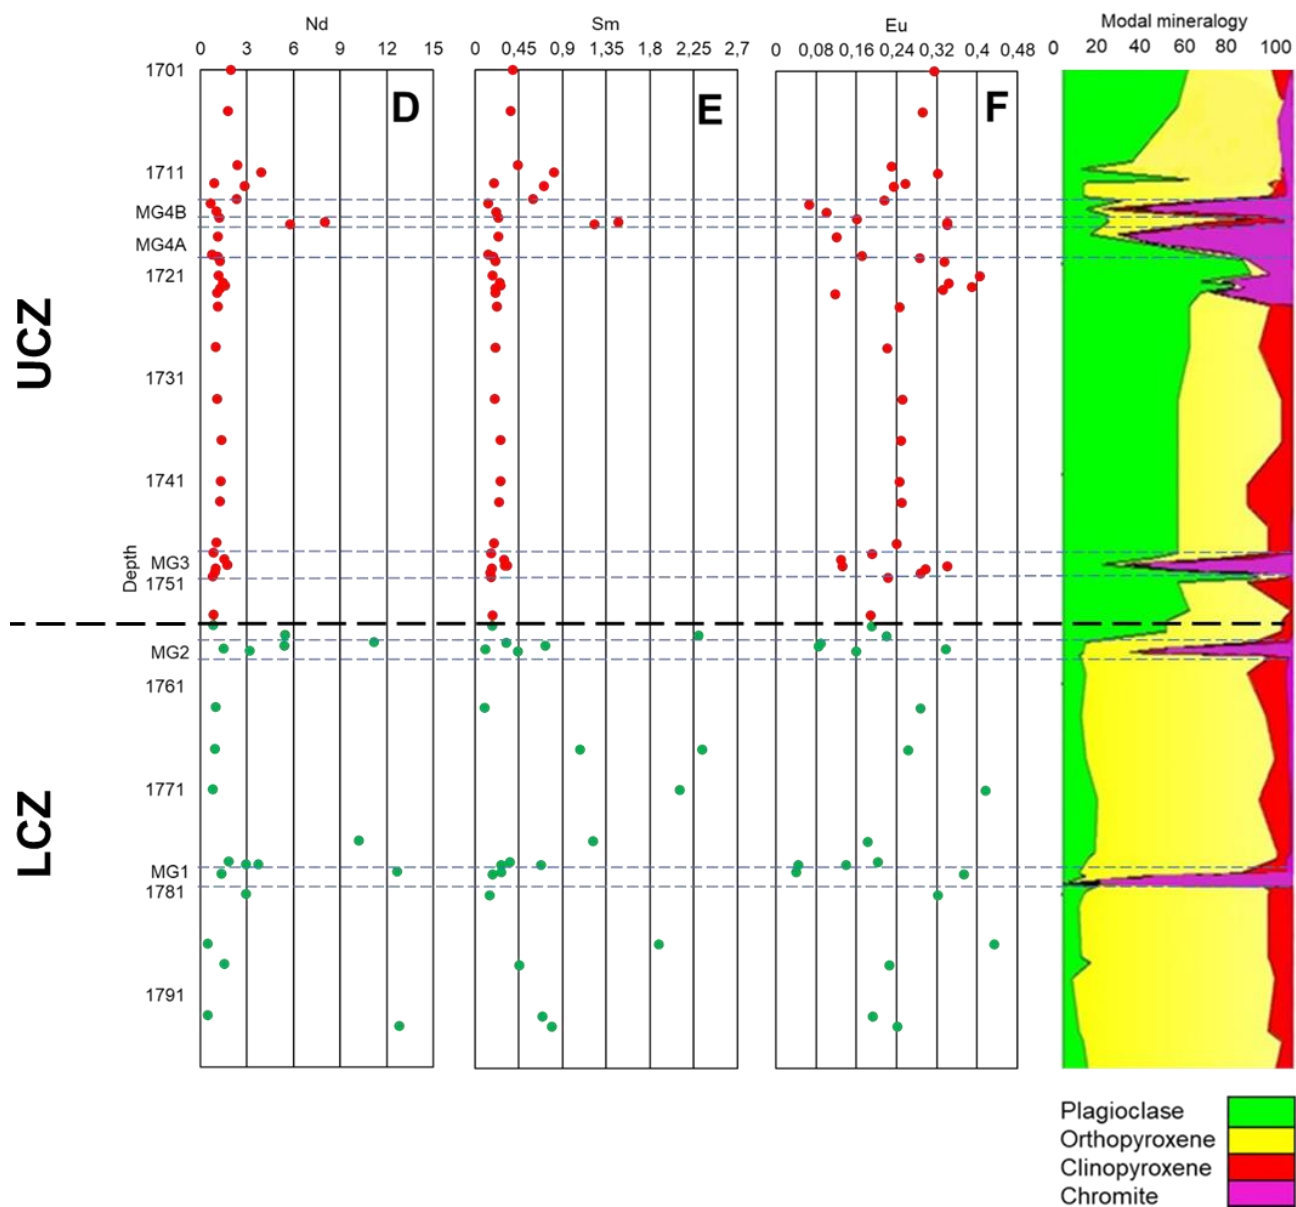 Nd
Sm
Eu
Modal mineralogy
0 3 6 9 12 15
0 0,45 0,9 1,35 1,8 2,25 2,7
0 0,08 0,16 0,24 0,32 0,4 0,48
0 20 40 60 80 100
D
E
F
UCZ
LCZ
Depth
1701
1711
MG4B
MG4A
1721
1731
1741
MG3
1751
MG2
1761
1771
MG1
1781
1791
Plagioclase
Orthopyroxene
Clinopyroxene
Chromite